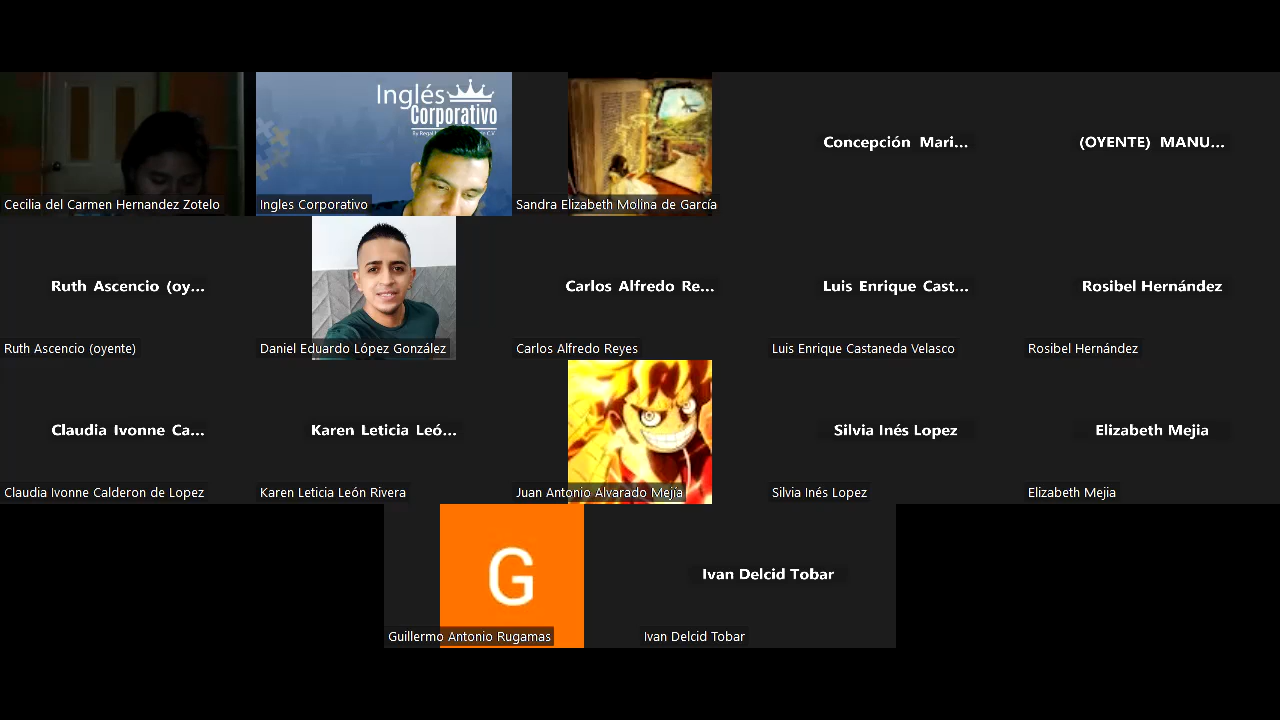 Inglés
Corporativo
Cecilia del Carmen Hernandez Zotelo
Ingles Corporativo
Sandra Elizabeth Molina de García
Concepción Mari...
(OYENTE) MANU...
Ruth Ascencio (oy...
Carlos Alfredo Re...
Luis Enrique Cast...
Rosibel Hernández
Ruth Ascencio (oyente)
Daniel Eduardo López González
Carlos Alfredo Reyes
Luis Enrique Castaneda Velasco
Rosibel Hernández
Claudia Ivonne Ca...
Karen Leticia Leó...
Silvia Inés Lopez
Elizabeth Mejia
Claudia Ivonne Calderon de Lopez
Karen Leticia León Rivera
Juan Antonio Alvarado Mejía
Silvia Inés Lopez
Elizabeth Mejia
G
Ivan Delcid Tobar
Guillermo Antonio Rugamas
Ivan Delcid Tobar